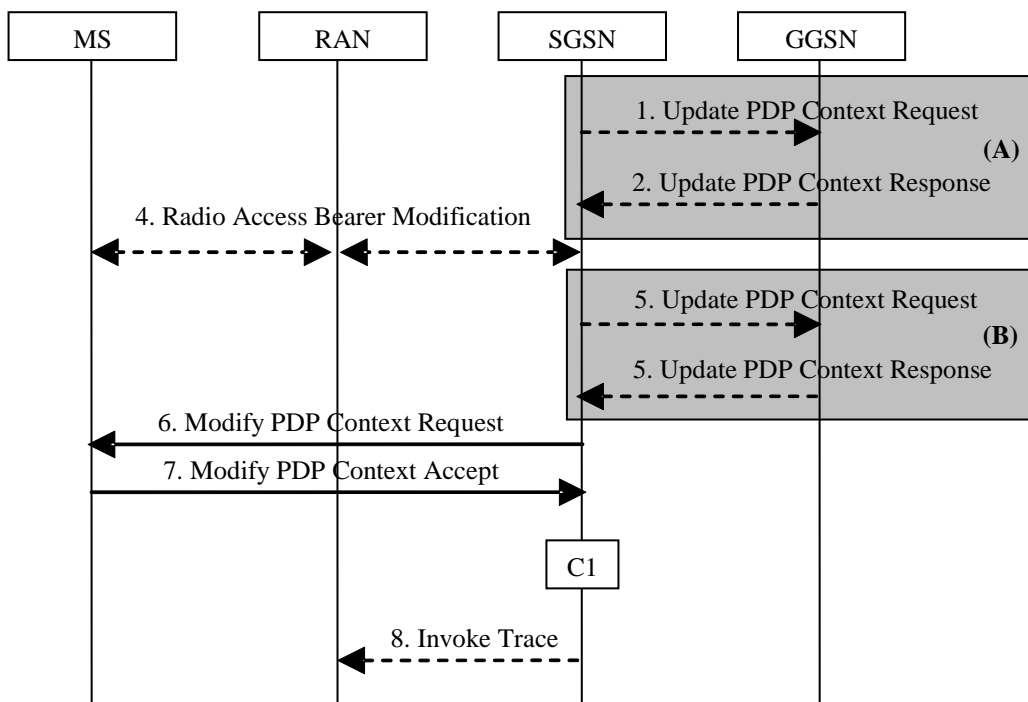 MS
RAN
SGSN
GGSN
1. Update PDP Context Request
(A)
2. Update PDP Context Response
4. Radio Access Bearer Modification
5. Update PDP Context Request
(B)
5. Update PDP Context Response
6. Modify PDP Context Request
7. Modify PDP Context Accept
C1
8. Invoke Trace